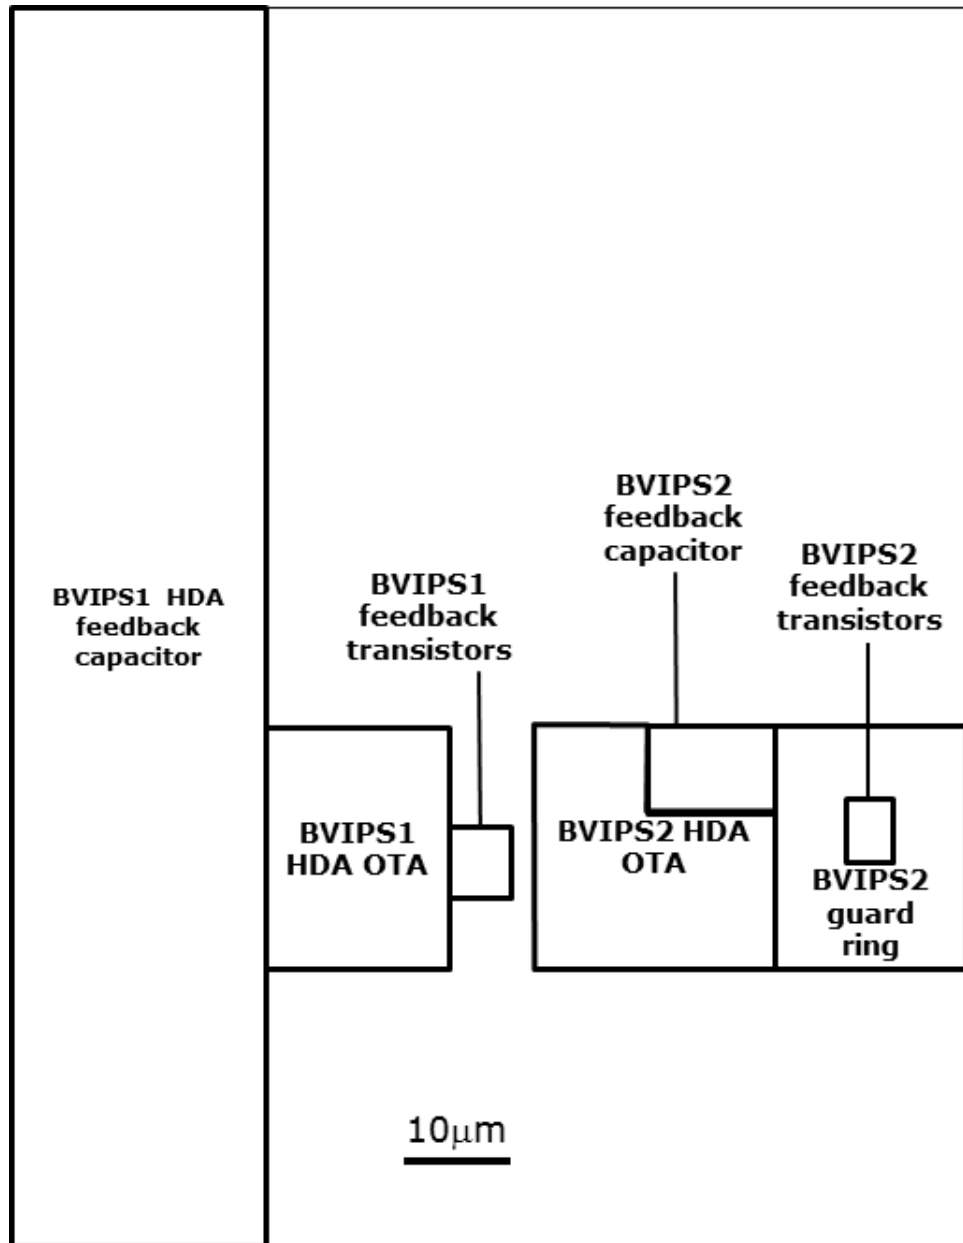 BVIPS1 HDA
feedback
capacitor
BVIPS1
feedback
transistors
BVIPS2
feedback
capacitor
BVIPS2
feedback
transistors
BVIPS1
HDA OTA
BVIPS2 HDA
OTA
BVIPS2
guard
ring
10μm